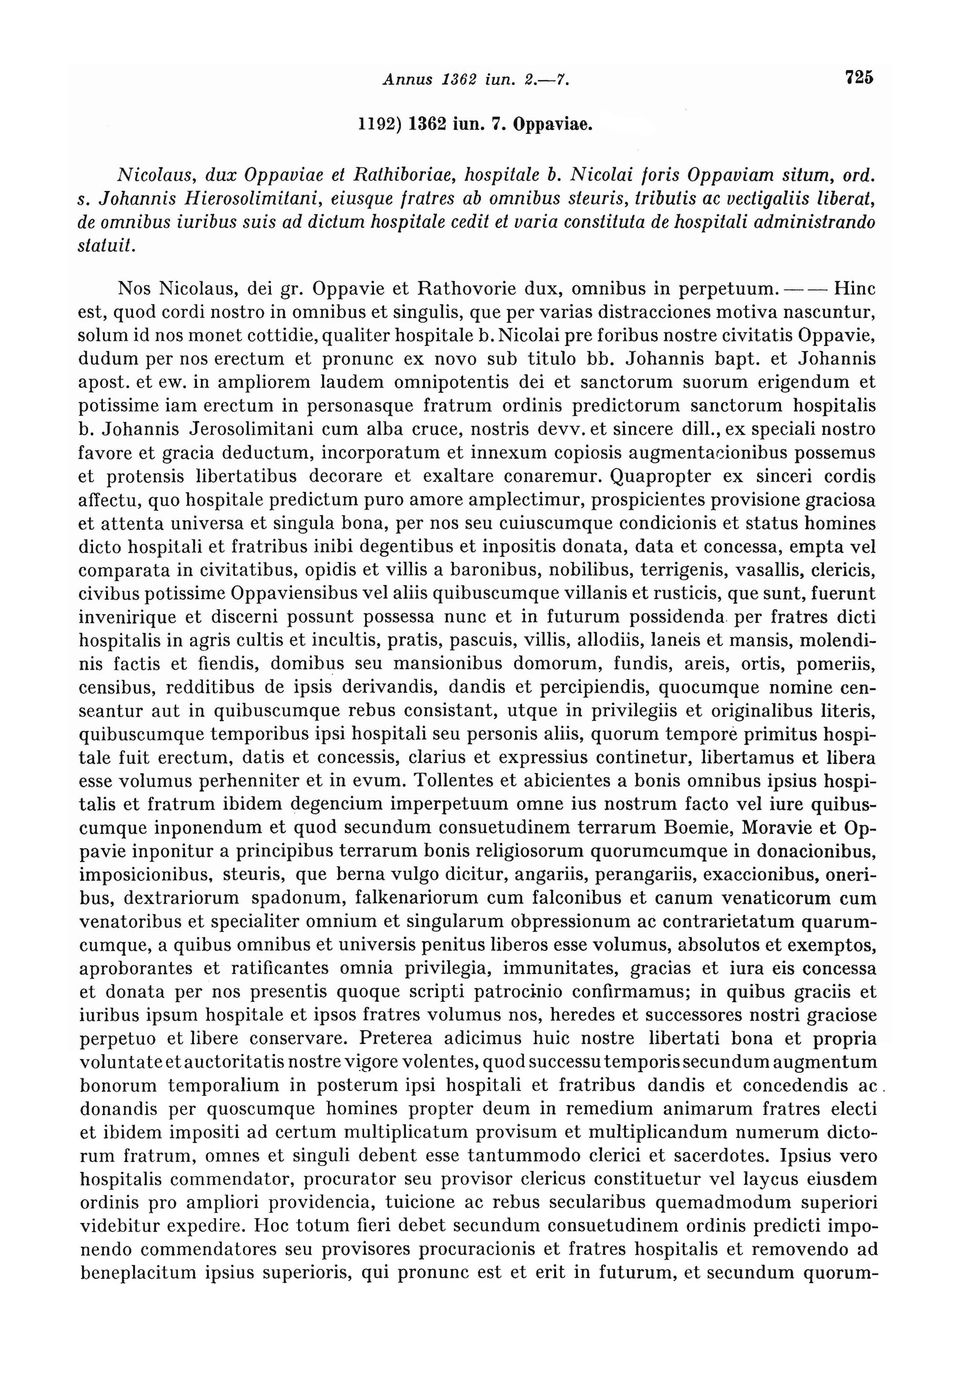 Annus 1362 iun. 2.—7. 725
1192) 1362 iun. 7. Oppaviae.
Nicolaus, dux Oppaviae et Rathiboriae, hospitale b. Nicolai foris Oppaviam situm, ord.
s. Johannis Hierosolimitani, eiusque fratres ab omnibus steuris, tributis ac vectigaliis liberat,
de omnibus iuribus suis ad dictum hospitale cedit et varia constituta de hospitali administrando
statuit.
Nos Nicolaus, dei gr. Oppavie et Rathovorie dux, omnibus in perpetuum. — — Hinc
est, quod cordi nostro in omnibus et singulis, que per varias distracciones motiva nascuntur,
solum id nos monet cottidie, qualiter hospitale b. Nicolai pre foribus nostre civitatis Oppavie,
dudum per nos erectum et pronunc ex novo sub titulo bb. Johannis bapt. et Johannis
apost. et ew. in ampliorem laudem omnipotentis dei et sanctorum suorum erigendum et
potissime iam erectum in personasque fratrum ordinis predictorum sanctorum hospitalis
b. Johannis Jerosolimitani cum alba cruce, nostris devv. et sincere dill., ex speciali nostro
favore et gracia deductum, incorporatum et innexum copiosis augmentacionibus possemus
et protensis libertatibus decorare et exaltare conaremur. Quapropter ex sinceri cordis
affectu, quo hospitale predictum puro amore amplectimur, prospicientes provisione graciosa
et attenta universa et singula bona, per nos seu cuiuscumque condicionis et status homines
dicto hospitali et fratribus inibi degentibus et inpositis donata, data et concessa, empta vel
comparata in civitatibus, opidis et villis a baronibus, nobilibus, terrigenis, vasallis, clericis,
civibus potissime Oppaviensibus vel aliis quibuscumque villanis et rusticis, que sunt, fuerunt
invenirique et discerni possunt possessa nunc et in futurum possidenda per fratres dicti
hospitalis in agris cultis et incultis, pratis, pascuis, villis, allodiis, laneis et mansis, molendi-
nis factis et fiendis, domibus seu mansionibus domorum, fundis, areis, ortis, pomeriis,
censibus, redditibus de ipsis derivandis, dandis et percipiendis, quocumque nomine cen-
seantur aut in quibuscumque rebus consistant, utque in privilegiis et originalibus literis,
quibuscumque temporibus ipsi hospitali seu personis aliis, quorum tempore primitus hospi-
tale fuit erectum, datis et concessis, clarius et expressius continetur, libertamus et libera
esse volumus perhenniter et in evum. Tollentes et abicientes a bonis omnibus ipsius hospi-
talis et fratrum ibidem degencium imperpetuum omne ius nostrum facto vel iure quibus-
cumque inponendum et quod secundum consuetudinem terrarum Boemie, Moravie et Op-
pavie inponitur a principibus terrarum bonis religiosorum quorumcumque in donacionibus,
imposicionibus, steuris, que berna vulgo dicitur, angariis, perangariis, exaccionibus, oneri-
bus, dextrariorum spadonum, falkenariorum cum falconibus et canum venaticorum cum
venatoribus et specialiter omnium et singularum obpressionum ac contrarietatum quarum-
cumque, a quibus omnibus et universis penitus liberos esse volumus, absolutos et exemptos,
aproborantes et ratificantes omnia privilegia, immunitates, gracias et iura eis concessa
et donata per nos presentis quoque scripti patrocinio confirmamus; in quibus graciis et
iuribus ipsum hospitale et ipsos fratres volumus nos, heredes et successores nostri graciose
perpetuo et libere conservare. Preterea adicimus huic nostre libertati bona et propria
voluntate et auctoritatis nostre vigore volentes, quod successu temporis secundum augmentum
bonorum temporalium in posterum ipsi hospitali et fratribus dandis et concedendis ac
donandis per quoscumque homines propter deum in remedium animarum fratres electi
et ibidem impositi ad certum multiplicatum provisum et multiplicandum numerum dicto-
rum fratrum, omnes et singuli debent esse tantummodo clerici et sacerdotes. Ipsius vero
hospitalis commendator, procurator seu provisor clericus constituetur vel laycus eiusdem
ordinis pro ampliori providencia, tuicione ac rebus secularibus quemadmodum superiori
videbitur expedire. Hoc totum fieri debet secundum consuetudinem ordinis predicti impo-
nendo commendatores seu provisores procuracionis et fratres hospitalis et removendo ad
beneplacitum ipsius superioris, qui pronunc est et erit in futurum, et secundum quorum-